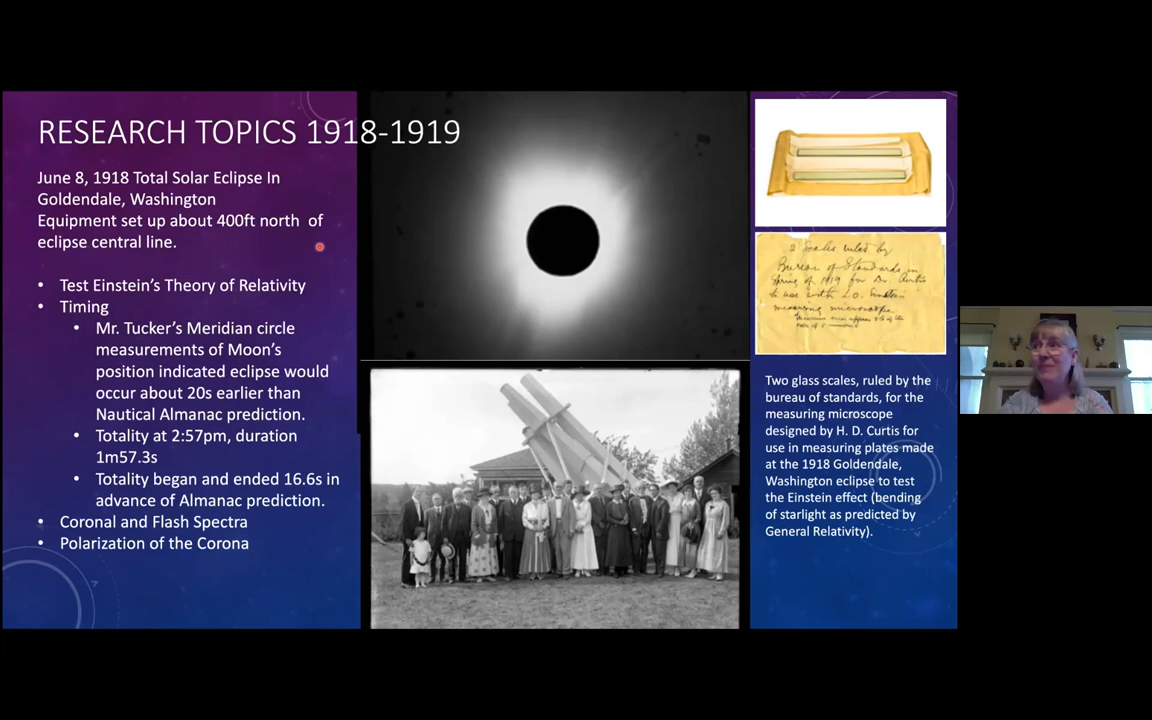 RESEARCH TOPICS 1918-1919
June 8, 1918 Total Solar Eclipse In
Goldendale, Washington
Equipment set up about 400ft north of
eclipse central line.
• Test Einstein's Theory of Relativity
• Timing
• Mr. Tucker's Meridian circle
measurements of Moon's
position indicated eclipse would
occur about 20s earlier than
Nautical Almanac prediction.
• Totality at 2:57pm, duration
1m57.3s
• Totality began and ended 16.6s in
advance of Almanac prediction.
• Coronal and Flash Spectra
• Polarization of the Corona
2 Scales ruled by
Bureau of Standards in
Spring of 1919 for Dr. Curtis
to use with L.O. Einstein
measuring microscope
Two glass scales, ruled by the
bureau of standards, for the
measuring microscope
designed by H. D. Curtis for
use in measuring plates made
at the 1918 Goldendale,
Washington eclipse to test
the Einstein effect (bending
of starlight as predicted by
General Relativity).